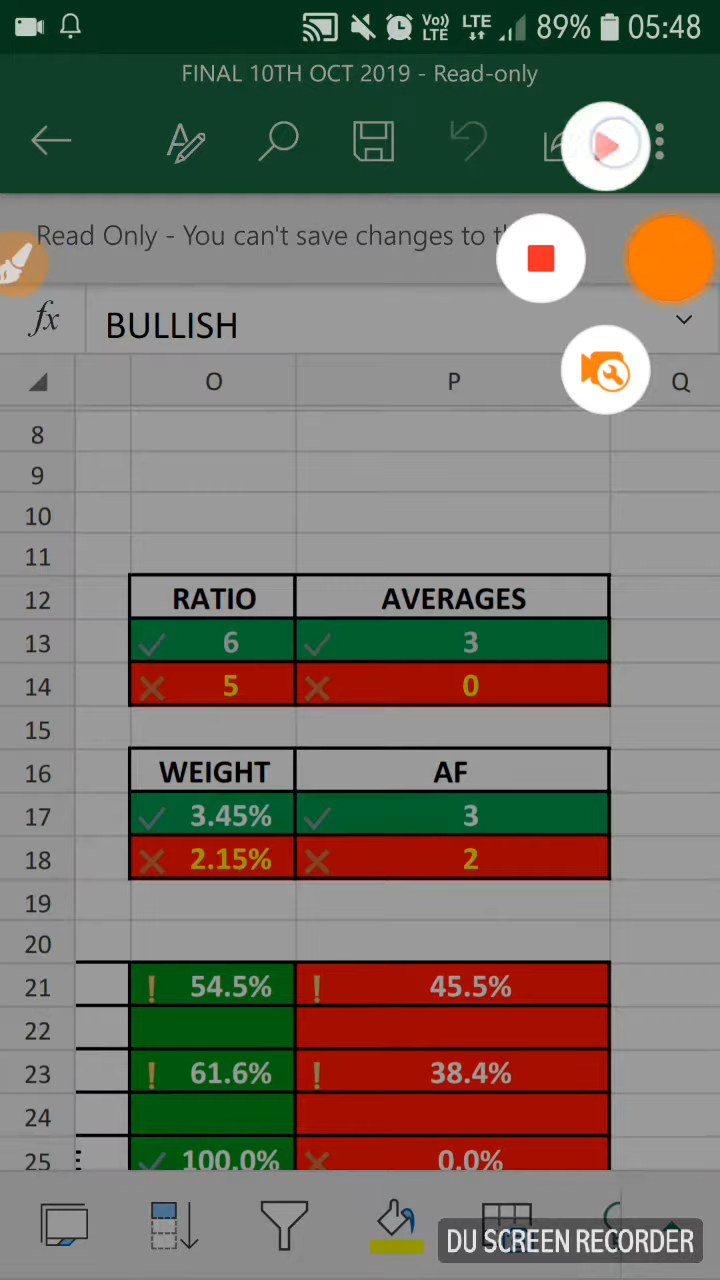 Vo)) LTE LTE 89% 05:48
FINAL 10TH OCT 2019 - Read-only
Read Only - You can't save changes to t
fx BULLISH
O P Q
8
9
10
11
12 RATIO AVERAGES
13 6 3
14 5 0
15
16 WEIGHT AF
17 3.45% 3
18 2.15% 2
19
20
21 ! 54.5% ! 45.5%
22
23 ! 61.6% ! 38.4%
24
25 100.0% 0.0%
DU SCREEN RECORDER